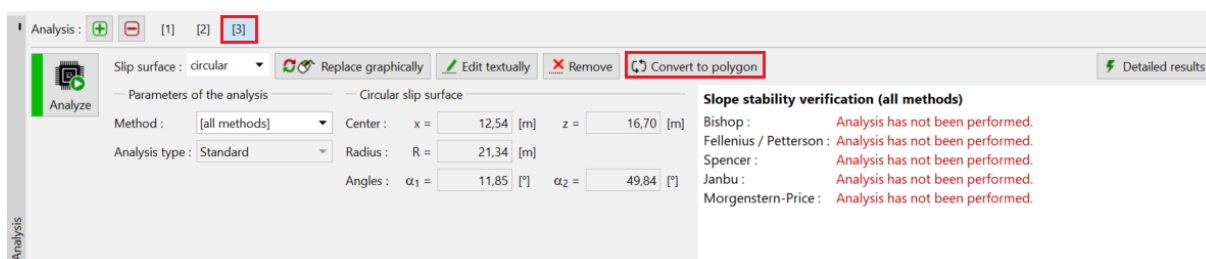 Analysis : [1] [2] [3]
Slip surface : circular Replace graphically Edit textually Remove Convert to polygon Detailed results
Analyze
Parameters of the analysis Circular slip surface
Method : [all methods] Center : x = 12,54 [m] z = 16,70 [m]
Analysis type : Standard Radius : R = 21,34 [m]
Angles : α1 = 11,85 [°] α2 = 49,84 [°]
Slope stability verification (all methods)
Bishop : Analysis has not been performed.
Fellenius / Petterson : Analysis has not been performed.
Spencer : Analysis has not been performed.
Janbu : Analysis has not been performed.
Morgenstern-Price : Analysis has not been performed.
Analysis